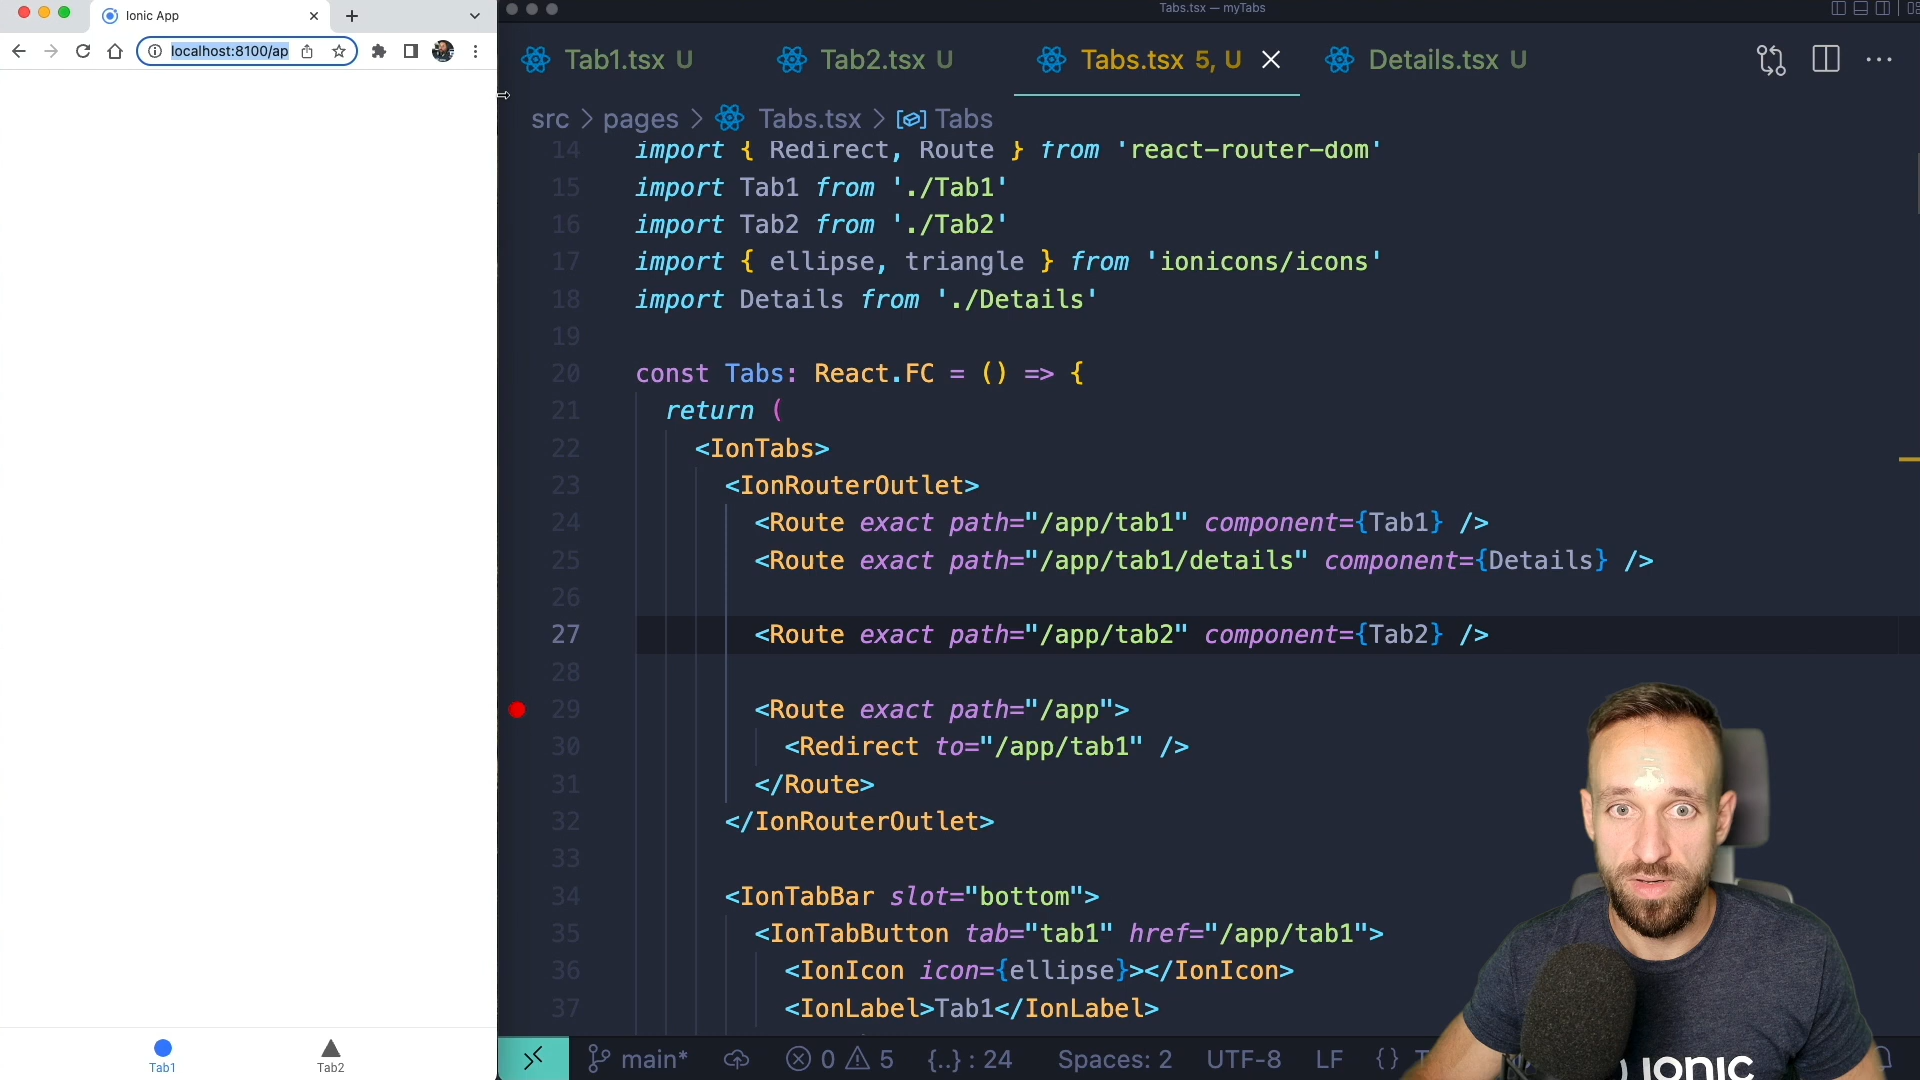 Ionic App
localhost:8100/ap
Tabs.tsx — myTabs
Tab1.tsx U
Tab2.tsx U
Tabs.tsx 5, U
Details.tsx U
src > pages > Tabs.tsx > Tabs
14 import { Redirect, Route } from 'react-router-dom'
15 import Tab1 from './Tab1'
16 import Tab2 from './Tab2'
17 import { ellipse, triangle } from 'ionicons/icons'
18 import Details from './Details'
19
20 const Tabs: React.FC = () => {
21 return (
22 <IonTabs>
23 <IonRouterOutlet>
24 <Route exact path="/app/tab1" component={Tab1} />
25 <Route exact path="/app/tab1/details" component={Details} />
26
27 <Route exact path="/app/tab2" component={Tab2} />
28
29 <Route exact path="/app">
30 <Redirect to="/app/tab1" />
31 </Route>
32 </IonRouterOutlet>
33
34 <IonTabBar slot="bottom">
35 <IonTabButton tab="tab1" href="/app/tab1">
36 <IonIcon icon={ellipse}></IonIcon>
37 <IonLabel>Tab1</IonLabel>
Tab1
Tab2
main* 0 5 {..} : 24 Spaces: 2 UTF-8 LF {}
ionic